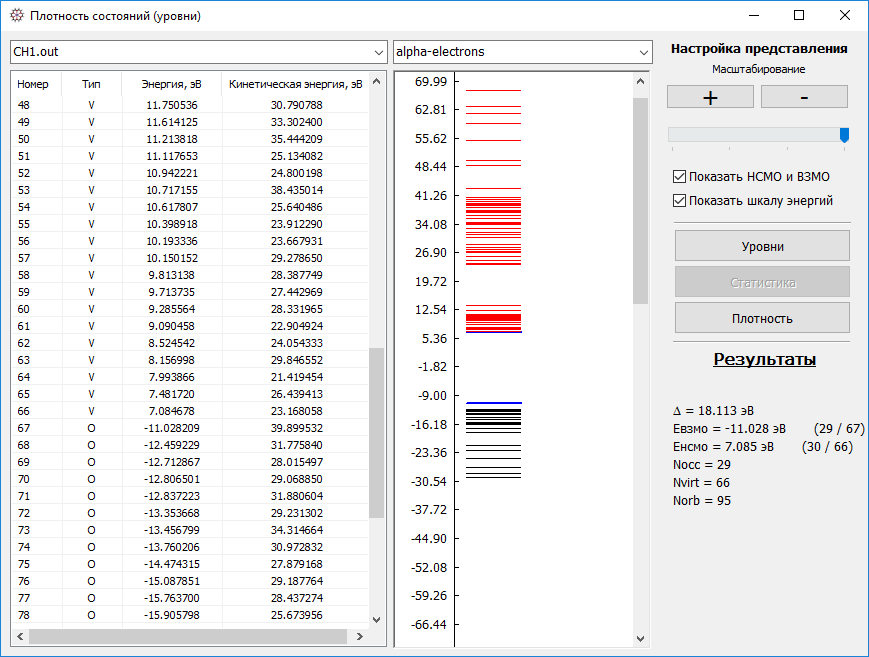 Плотность состояний (уровни)
CH1.out
alpha-electrons
Настройка представления
Масштабирование
+ -
Показать НСМО и ВЗМО
Показать шкалу энергий
Уровни
Статистика
Плотность
Результаты
Δ = 18.113 эВ
Eвзмо = -11.028 эВ (29 / 67)
Eнсмо = 7.085 эВ (30 / 66)
Nocc = 29
Nvirt = 66
Norb = 95
Номер Тип Энергия, эВ Кинетическая энергия, эВ
48 V 11.750536 30.790788
49 V 11.614125 33.302400
50 V 11.213818 35.444209
51 V 11.117653 25.134082
52 V 10.942221 24.800198
53 V 10.717155 38.435014
54 V 10.617807 25.640486
55 V 10.398918 23.912290
56 V 10.193336 23.667931
57 V 10.150152 29.278650
58 V 9.813138 28.387749
59 V 9.713735 27.442969
60 V 9.285564 28.331965
61 V 9.090458 22.904924
62 V 8.524542 24.054333
63 V 8.156998 29.846552
64 V 7.993866 21.419454
65 V 7.481720 26.439413
66 V 7.084678 23.168058
67 O -11.028209 39.899532
68 O -12.459229 31.775840
69 O -12.712867 28.015497
70 O -12.806501 29.068850
71 O -12.837223 31.880604
72 O -13.353668 29.231302
73 O -13.456799 34.314664
74 O -13.760206 30.972832
75 O -14.474315 27.879168
76 O -15.087851 29.187764
77 O -15.763700 28.437274
78 O -15.905798 25.673956
69.99
62.81
55.62
48.44
41.26
34.08
26.90
19.72
12.54
5.36
-1.82
-9.00
-16.18
-23.36
-30.54
-37.72
-44.90
-52.08
-59.26
-66.44